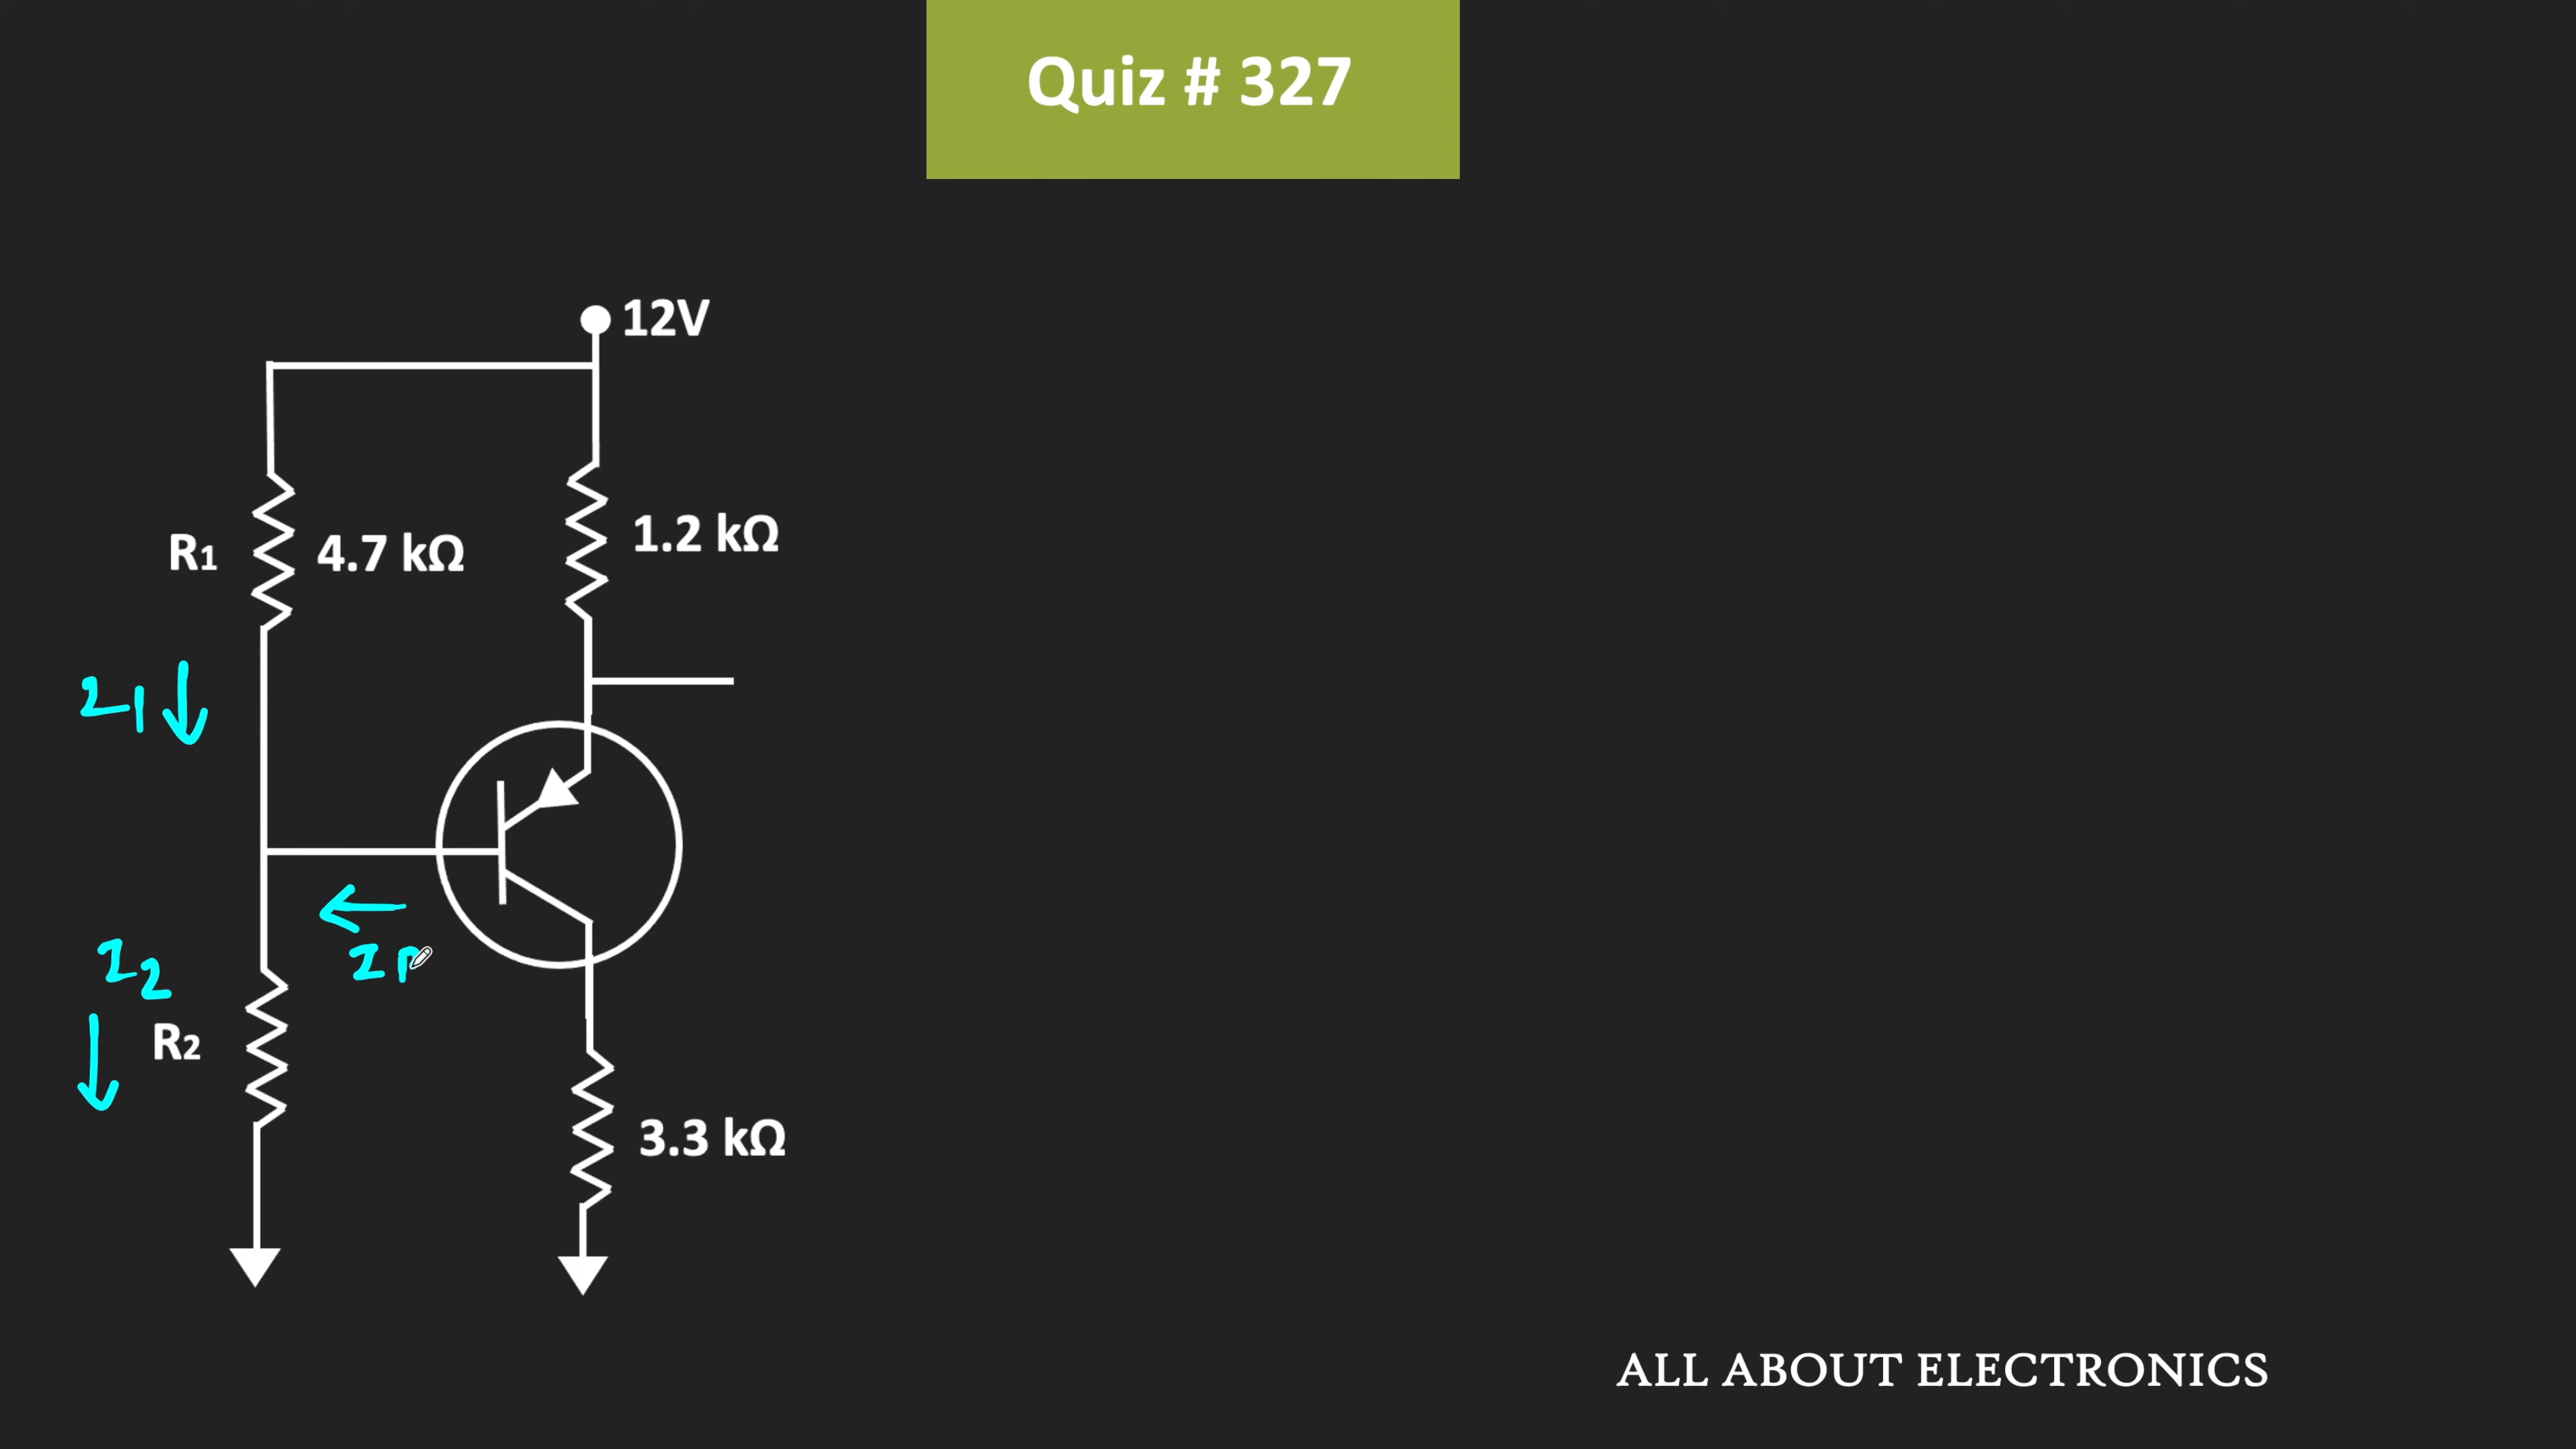 Quiz # 327
12V
R1 4.7 kΩ
1.2 kΩ
I1
I2
R2
3.3 kΩ
ALL ABOUT ELECTRONICS